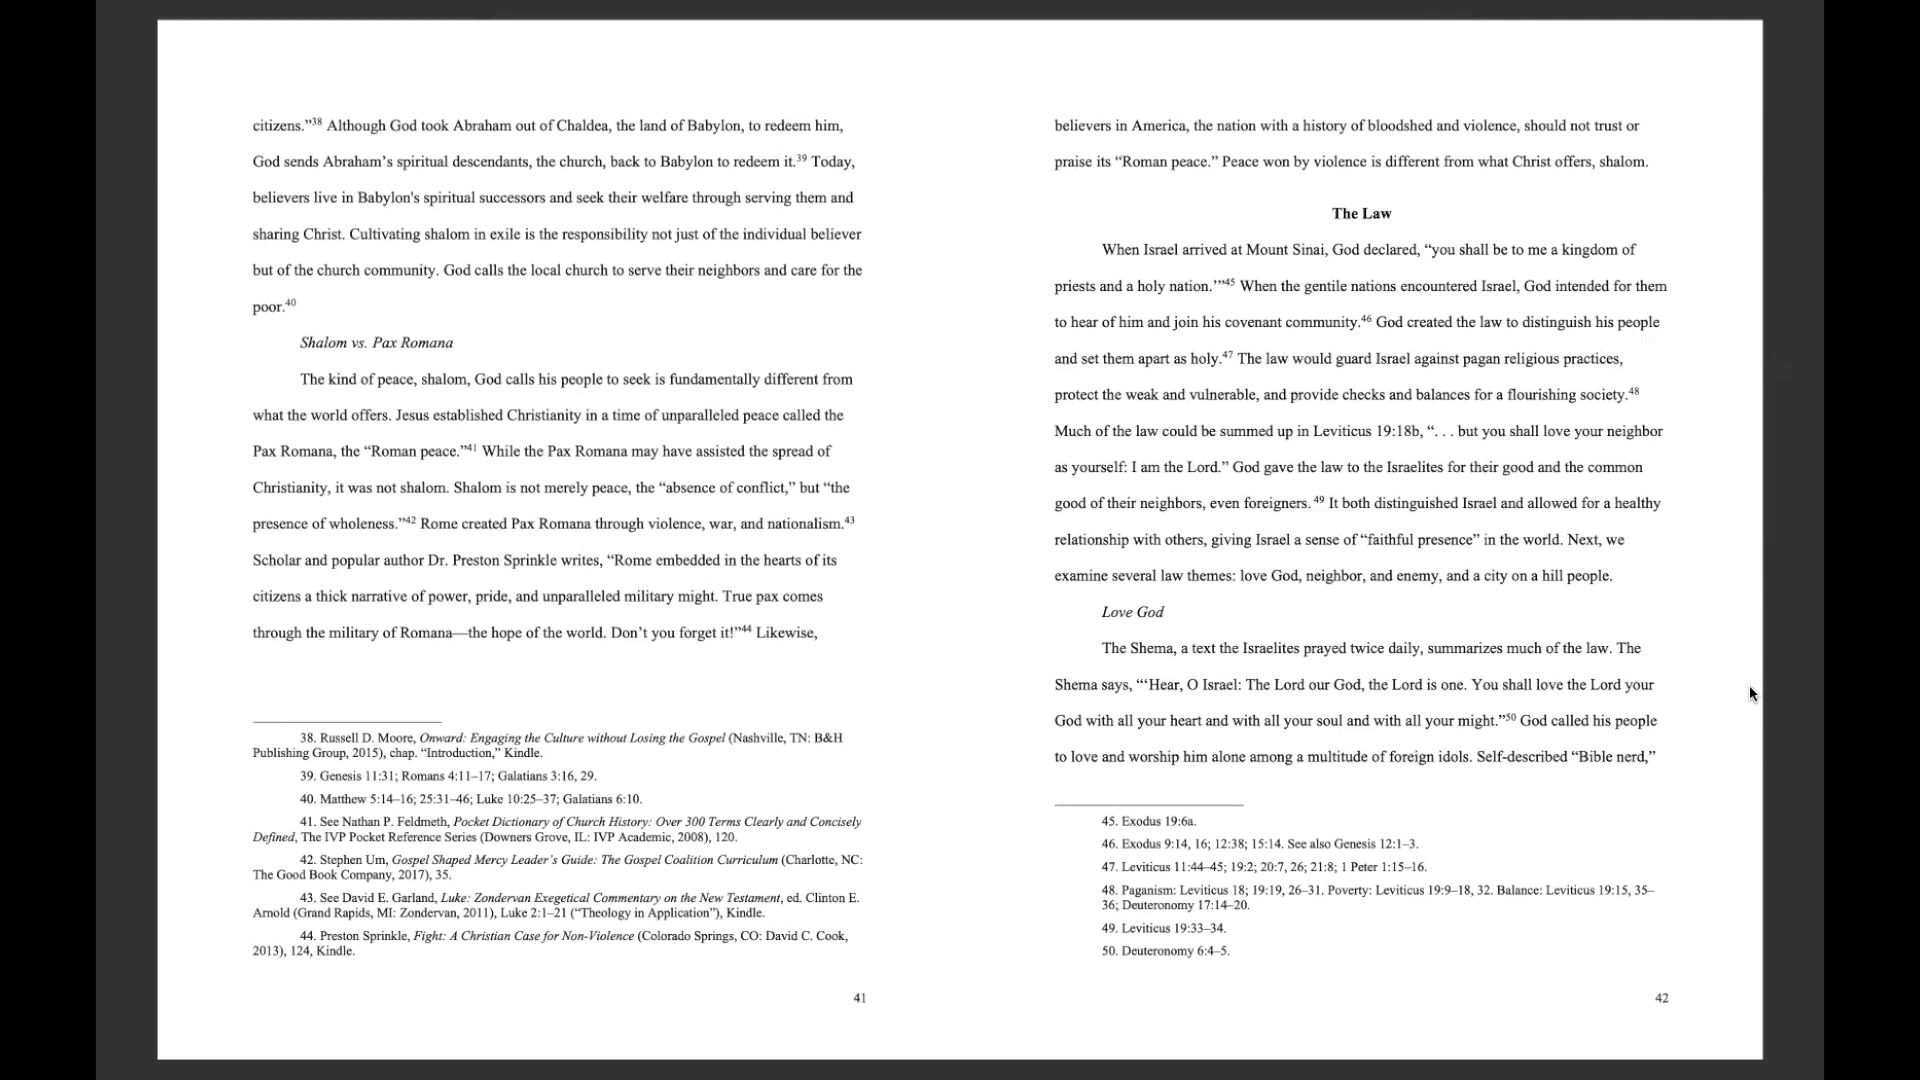 citizens.”38 Although God took Abraham out of Chaldea, the land of Babylon, to redeem him,
God sends Abraham’s spiritual descendants, the church, back to Babylon to redeem it.39 Today,
believers live in Babylon's spiritual successors and seek their welfare through serving them and
sharing Christ. Cultivating shalom in exile is the responsibility not just of the individual believer
but of the church community. God calls the local church to serve their neighbors and care for the
poor.40
Shalom vs. Pax Romana
The kind of peace, shalom, God calls his people to seek is fundamentally different from
what the world offers. Jesus established Christianity in a time of unparalleled peace called the
Pax Romana, the “Roman peace.”41 While the Pax Romana may have assisted the spread of
Christianity, it was not shalom. Shalom is not merely peace, the “absence of conflict,” but “the
presence of wholeness.”42 Rome created Pax Romana through violence, war, and nationalism.43
Scholar and popular author Dr. Preston Sprinkle writes, “Rome embedded in the hearts of its
citizens a thick narrative of power, pride, and unparalleled military might. True pax comes
through the military of Romana—the hope of the world. Don’t you forget it!”44 Likewise,
38. Russell D. Moore, Onward: Engaging the Culture without Losing the Gospel (Nashville, TN: B&H
Publishing Group, 2015), chap. “Introduction,” Kindle.
39. Genesis 11:31; Romans 4:11–17; Galatians 3:16, 29.
40. Matthew 5:14–16; 25:31–46; Luke 10:25–37; Galatians 6:10.
41. See Nathan P. Feldmeth, Pocket Dictionary of Church History: Over 300 Terms Clearly and Concisely
Defined, The IVP Pocket Reference Series (Downers Grove, IL: IVP Academic, 2008), 120.
42. Stephen Um, Gospel Shaped Mercy Leader’s Guide: The Gospel Coalition Curriculum (Charlotte, NC:
The Good Book Company, 2017), 35.
43. See David E. Garland, Luke: Zondervan Exegetical Commentary on the New Testament, ed. Clinton E.
Arnold (Grand Rapids, MI: Zondervan, 2011), Luke 2:1–21 (“Theology in Application”), Kindle.
44. Preston Sprinkle, Fight: A Christian Case for Non-Violence (Colorado Springs, CO: David C. Cook,
2013), 124, Kindle.
41
believers in America, the nation with a history of bloodshed and violence, should not trust or
praise its “Roman peace.” Peace won by violence is different from what Christ offers, shalom.
The Law
When Israel arrived at Mount Sinai, God declared, “you shall be to me a kingdom of
priests and a holy nation.’”45 When the gentile nations encountered Israel, God intended for them
to hear of him and join his covenant community.46 God created the law to distinguish his people
and set them apart as holy.47 The law would guard Israel against pagan religious practices,
protect the weak and vulnerable, and provide checks and balances for a flourishing society.48
Much of the law could be summed up in Leviticus 19:18b, “. . . but you shall love your neighbor
as yourself: I am the Lord.” God gave the law to the Israelites for their good and the common
good of their neighbors, even foreigners. 49 It both distinguished Israel and allowed for a healthy
relationship with others, giving Israel a sense of “faithful presence” in the world. Next, we
examine several law themes: love God, neighbor, and enemy, and a city on a hill people.
Love God
The Shema, a text the Israelites prayed twice daily, summarizes much of the law. The
Shema says, “‘Hear, O Israel: The Lord our God, the Lord is one. You shall love the Lord your
God with all your heart and with all your soul and with all your might.”50 God called his people
to love and worship him alone among a multitude of foreign idols. Self-described “Bible nerd,”
45. Exodus 19:6a.
46. Exodus 9:14, 16; 12:38; 15:14. See also Genesis 12:1–3.
47. Leviticus 11:44–45; 19:2; 20:7, 26; 21:8; 1 Peter 1:15–16.
48. Paganism: Leviticus 18; 19:19, 26–31. Poverty: Leviticus 19:9–18, 32. Balance: Leviticus 19:15, 35–
36; Deuteronomy 17:14–20.
49. Leviticus 19:33–34.
50. Deuteronomy 6:4–5.
42